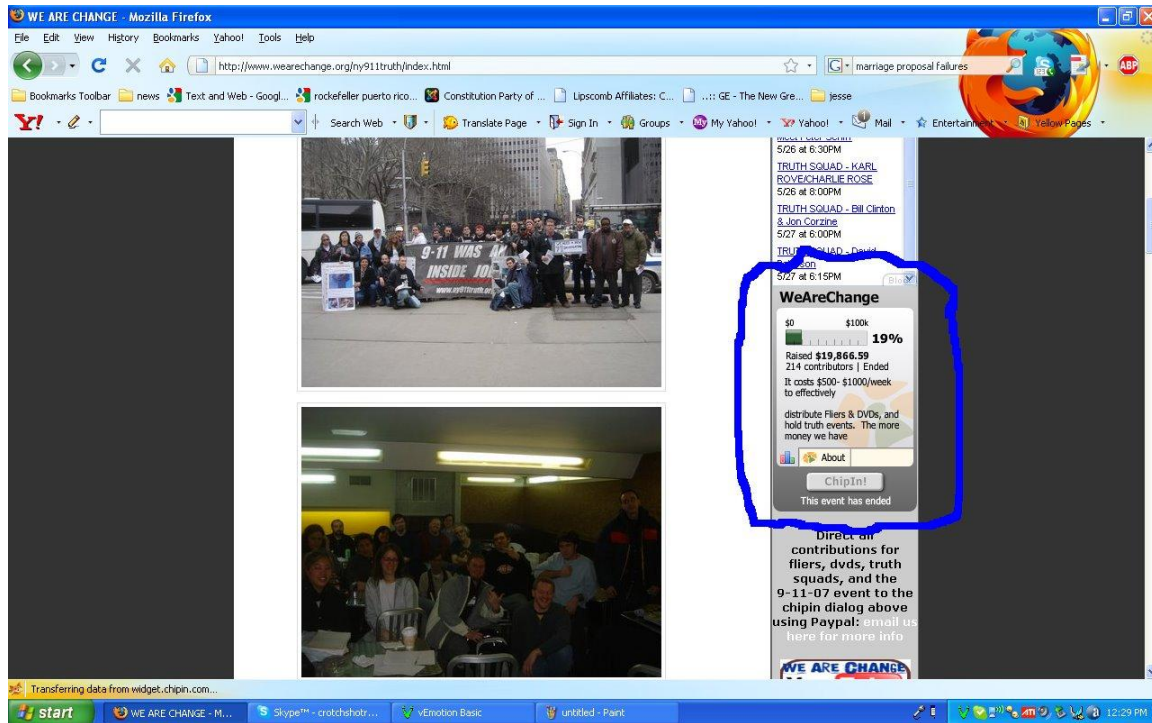 WE ARE CHANGE - Mozilla Firefox
File Edit View History Bookmarks Yahoo! Tools Help
http://www.wearechange.org/ny911truth/index.html
marriage proposal failures
ABP
Bookmarks Toolbar news Text and Web - Googl... rockefeller puerto rico... Constitution Party of ... Lipscomb Affiliates: C... ..:: GE - The New Gre... jesse
Y! Search Web Translate Page Sign In Groups My Yahoo! Yahoo! Mail Entertainment Yellow Pages
5/26 at 6:30PM
TRUTH SQUAD - KARL
ROVE/CHARLIE ROSE
5/26 at 8:00PM
TRUTH SQUAD - Bill Clinton
& Jon Corzine
5/27 at 6:00PM
TRUTH SQUAD - David
5/27 at 6:15PM
9-11 WAS AN
INSIDE JOB
www.ny911truth.org
WeAreChange
$0 $100k
19%
Raised $19,866.59
214 contributors | Ended
It costs $500- $1000/week
to effectively
distribute Fliers & DVDs, and
hold truth events. The more
money we have
About
ChipIn!
This event has ended
Direct all
contributions for
fliers, dvds, truth
squads, and the
9-11-07 event to the
chipin dialog above
using Paypal: email us
here for more info
WE ARE CHANGE
Transferring data from widget.chipin.com...
start WE ARE CHANGE - M... Skype™ - crotchshotr... vEmotion Basic untitled - Paint 12:29 PM